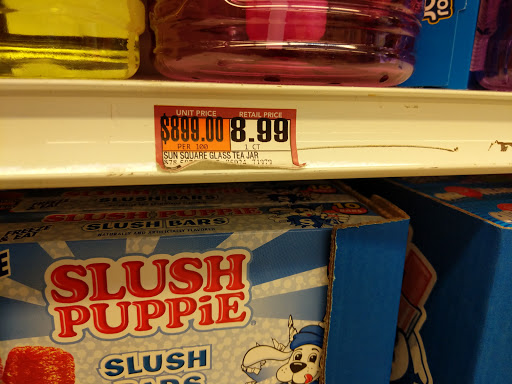 UNIT PRICE RETAIL PRICE
$899.00 8.99
PER 100 1 CT
SUN SQUARE GLASS TEA JAR
SLUSH PUPPIE
SLUSH BARS
SLUSH
PUPPiE
SLUSH
BARS